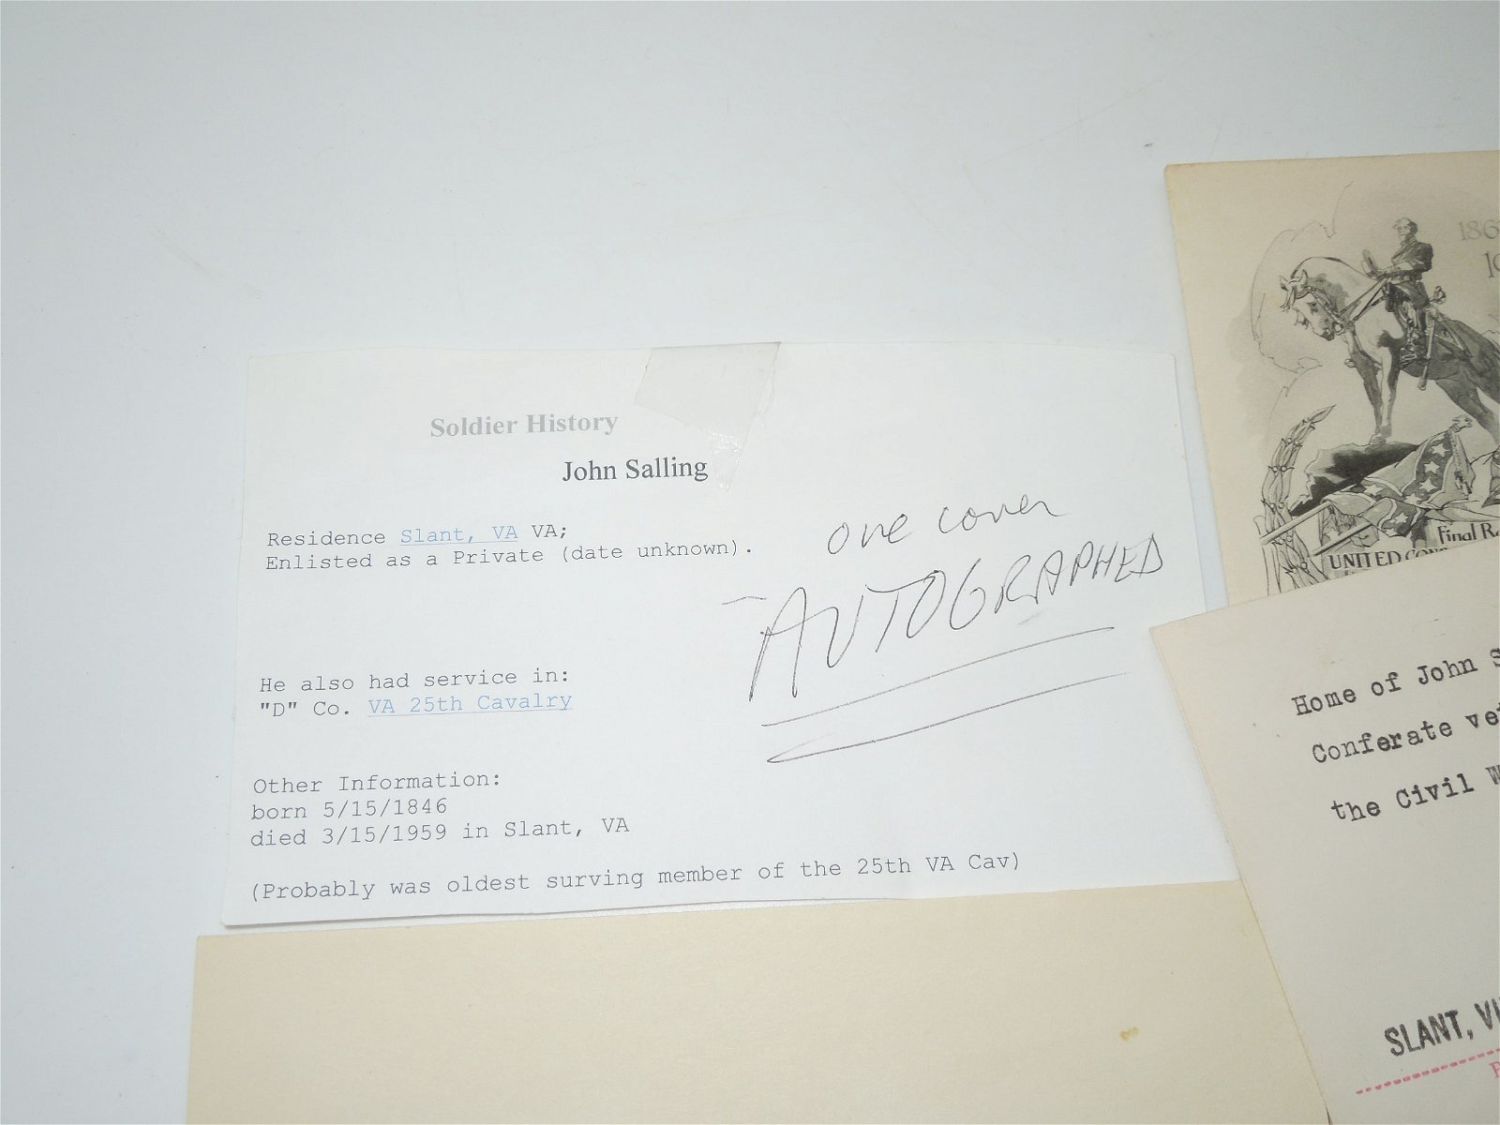 Soldier History
John Salling
Residence Slant, VA VA;
Enlisted as a Private (date unknown).
one cover
AUTOGRAPHED
He also had service in:
"D" Co. VA 25th Cavalry
Other Information:
born 5/15/1846
died 3/15/1959 in Slant, VA
(Probably was oldest surving member of the 25th VA Cav)
186
Final R
UNITED
Home of John S
Conferate
the Civil
SLANT,